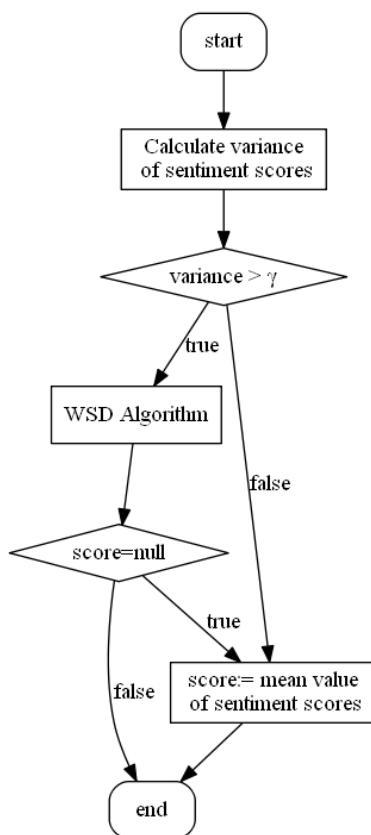 start
Calculate variance
of sentiment scores
variance > γ
true
WSD Algorithm
false
score=null
true
score:= mean value
of sentiment scores
false
end